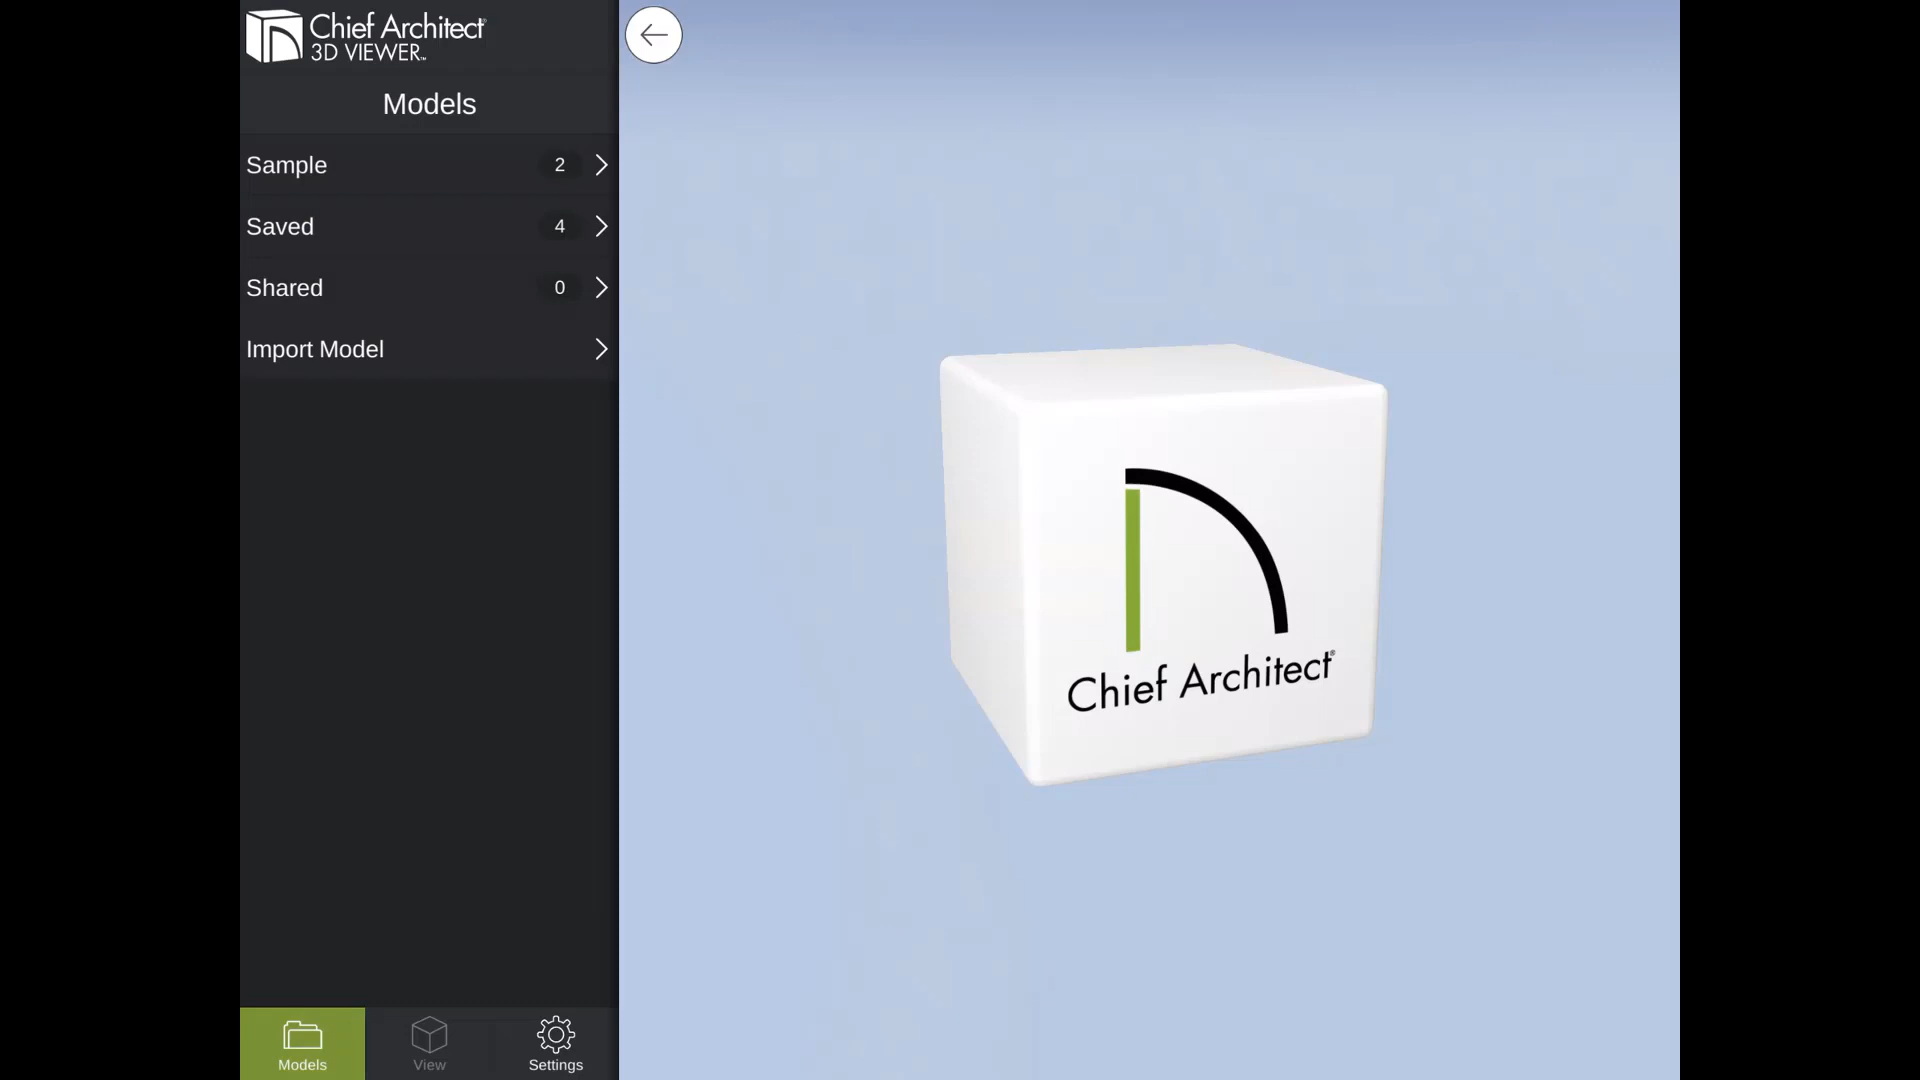 Chief Architect®
3D VIEWER™
Models
Sample 2
Saved 4
Shared 0
Import Model
Chief Architect®
Models View Settings